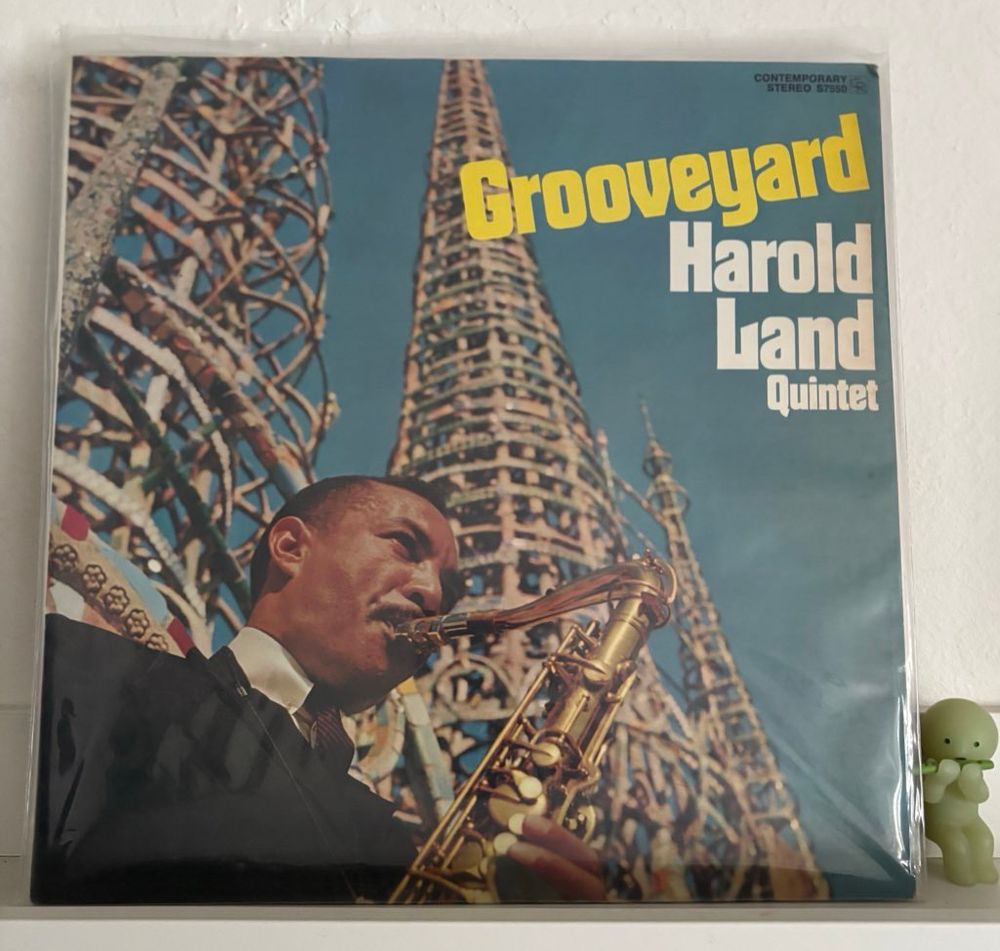 CONTEMPORARY
STEREO S7550
Grooveyard
Harold
Land
Quintet